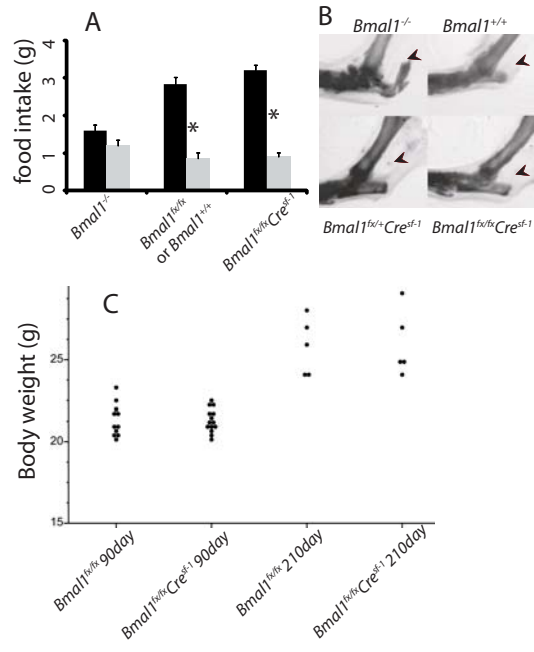 A
food intake (g)
4
3
2
1
0
*
*
Bmal1-/-
Bmal1fx/fx
or Bmal1+/+
Bmal1fx/fxCresf-1
B
Bmal1-/- Bmal1+/+
Bmal1fx/+Cresf-1 Bmal1fx/fxCresf-1
C
Body weight (g)
25
20
15
Bmal1fx/fx 90day
Bmal1fx/fxCresf-1 90day
Bmal1fx/fx 210day
Bmal1fx/fxCresf-1 210day